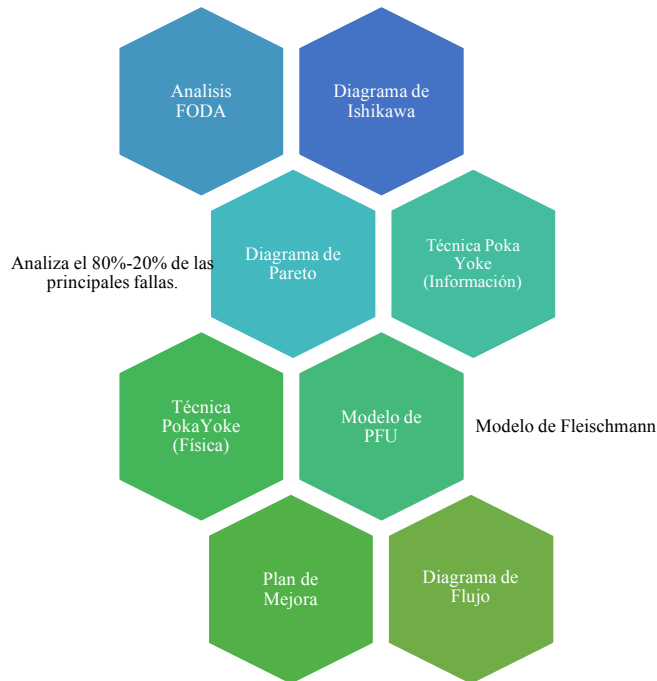 Analisis
FODA
Diagrama de
Ishikawa
Analiza el 80%-20% de las
principales fallas.
Diagrama de
Pareto
Técnica Poka
Yoke
(Información)
Técnica
PokaYoke
(Física)
Modelo de
PFU
Modelo de Fleischmann
Plan de
Mejora
Diagrama de
Flujo